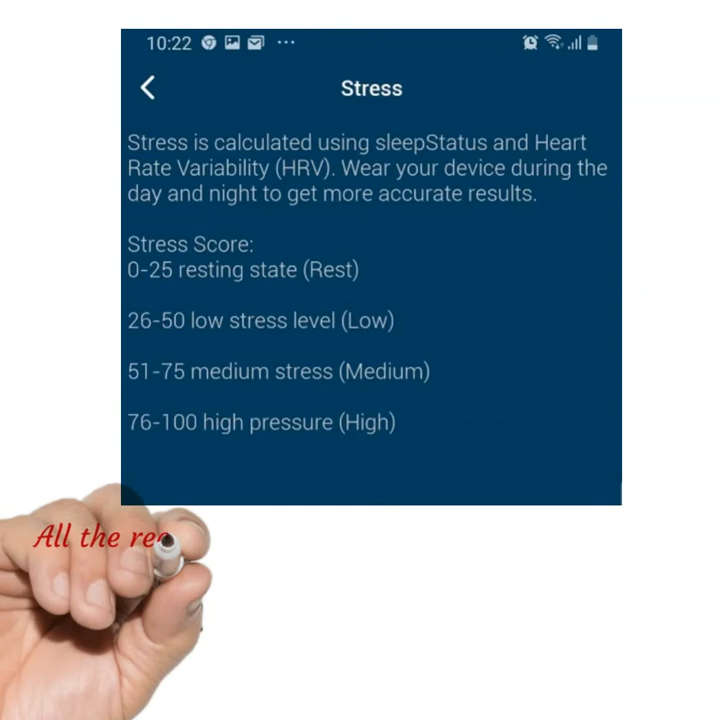 10:22
Stress
Stress is calculated using sleepStatus and Heart
Rate Variability (HRV). Wear your device during the
day and night to get more accurate results.
Stress Score:
0-25 resting state (Rest)
26-50 low stress level (Low)
51-75 medium stress (Medium)
76-100 high pressure (High)
All the